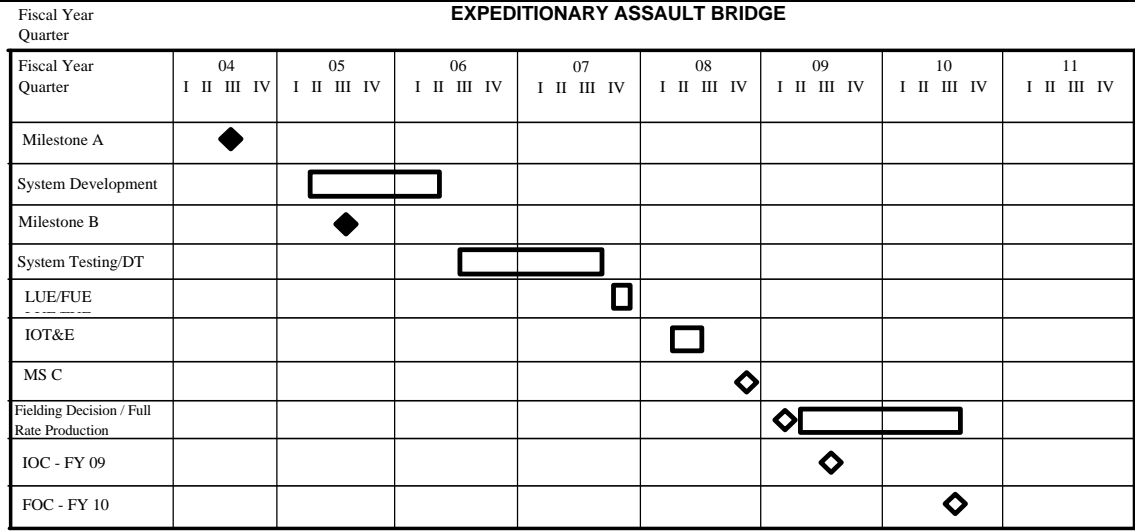 Fiscal Year
Quarter
EXPEDITIONARY ASSAULT BRIDGE
Fiscal Year 04 05 06 07 08 09 10 11
Quarter I II III IV I II III IV I II III IV I II III IV I II III IV I II III IV I II III IV I II III IV
Milestone A
System Development
Milestone B
System Testing/DT
LUE/FUE
IOT&E
MS C
Fielding Decision / Full
Rate Production
IOC - FY 09
FOC - FY 10